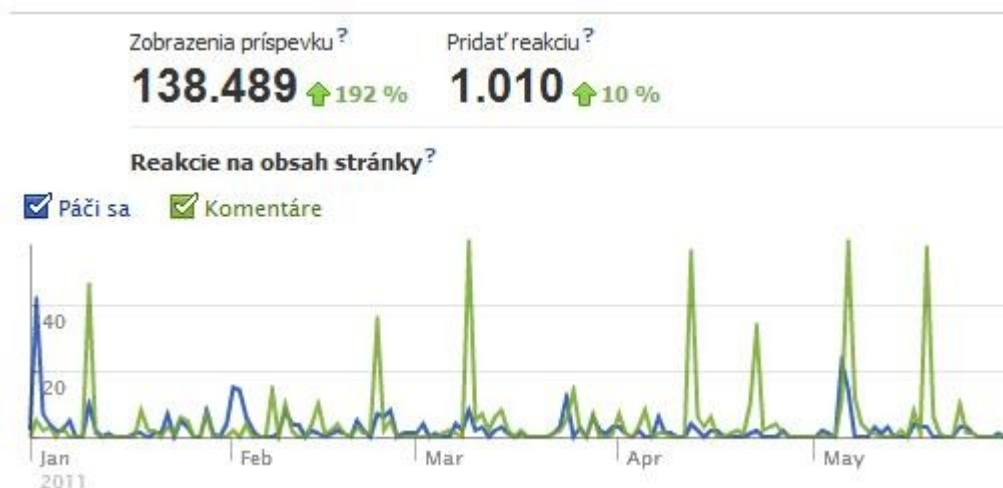 Zobrazenia príspevku? Pridať reakciu?
138.489 192 % 1.010 10 %
Reakcie na obsah stránky?
Páči sa Komentáre
40
20
Jan Feb Mar Apr May
2011